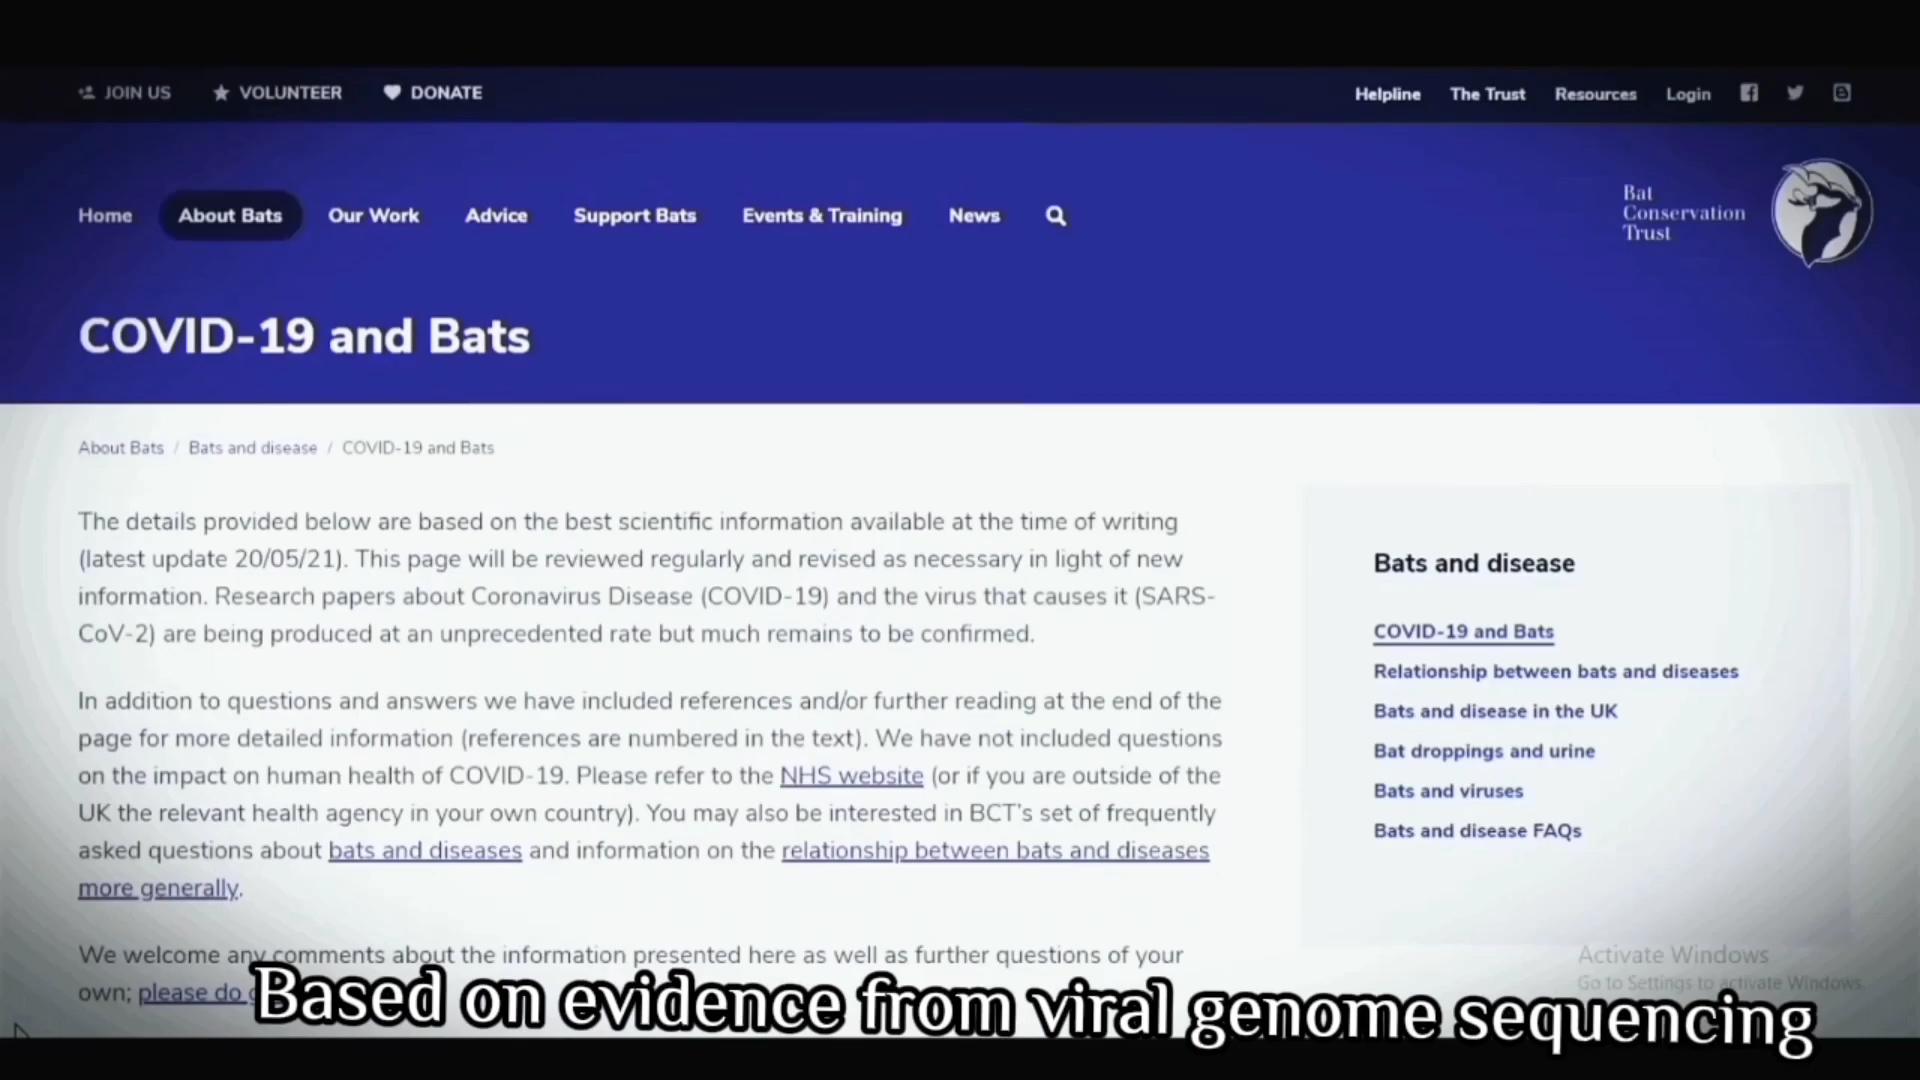 JOIN US VOLUNTEER DONATE Helpline The Trust Resources Login
Home About Bats Our Work Advice Support Bats Events & Training News
Bat
Conservation
Trust
COVID-19 and Bats
About Bats / Bats and disease / COVID-19 and Bats
The details provided below are based on the best scientific information available at the time of writing
(latest update 20/05/21). This page will be reviewed regularly and revised as necessary in light of new
information. Research papers about Coronavirus Disease (COVID-19) and the virus that causes it (SARS-
CoV-2) are being produced at an unprecedented rate but much remains to be confirmed.
In addition to questions and answers we have included references and/or further reading at the end of the
page for more detailed information (references are numbered in the text). We have not included questions
on the impact on human health of COVID-19. Please refer to the NHS website (or if you are outside of the
UK the relevant health agency in your own country). You may also be interested in BCT's set of frequently
asked questions about bats and diseases and information on the relationship between bats and diseases
more generally.
We welcome any comments about the information presented here as well as further questions of your
own; please do
Bats and disease
COVID-19 and Bats
Relationship between bats and diseases
Bats and disease in the UK
Bat droppings and urine
Bats and viruses
Bats and disease FAQs
Activate Windows
Go to Settings to activate Windows.
Based on evidence from viral genome sequencing